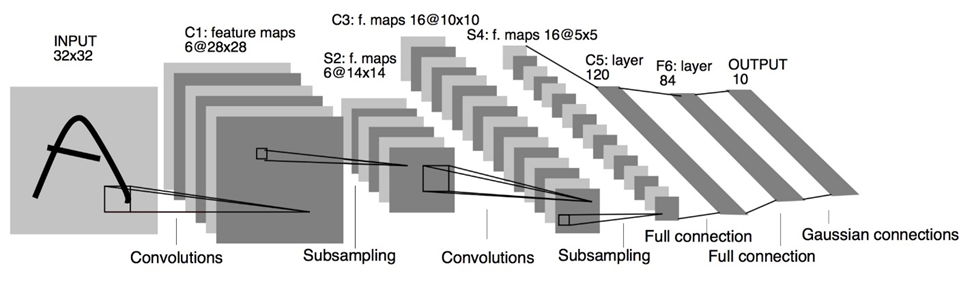 INPUT
32x32
C1: feature maps
6@28x28
S2: f. maps
6@14x14
C3: f. maps 16@10x10
S4: f. maps 16@5x5
C5: layer
120
F6: layer
84
OUTPUT
10
Convolutions
Subsampling
Convolutions
Subsampling
Full connection
Full connection
Gaussian connections